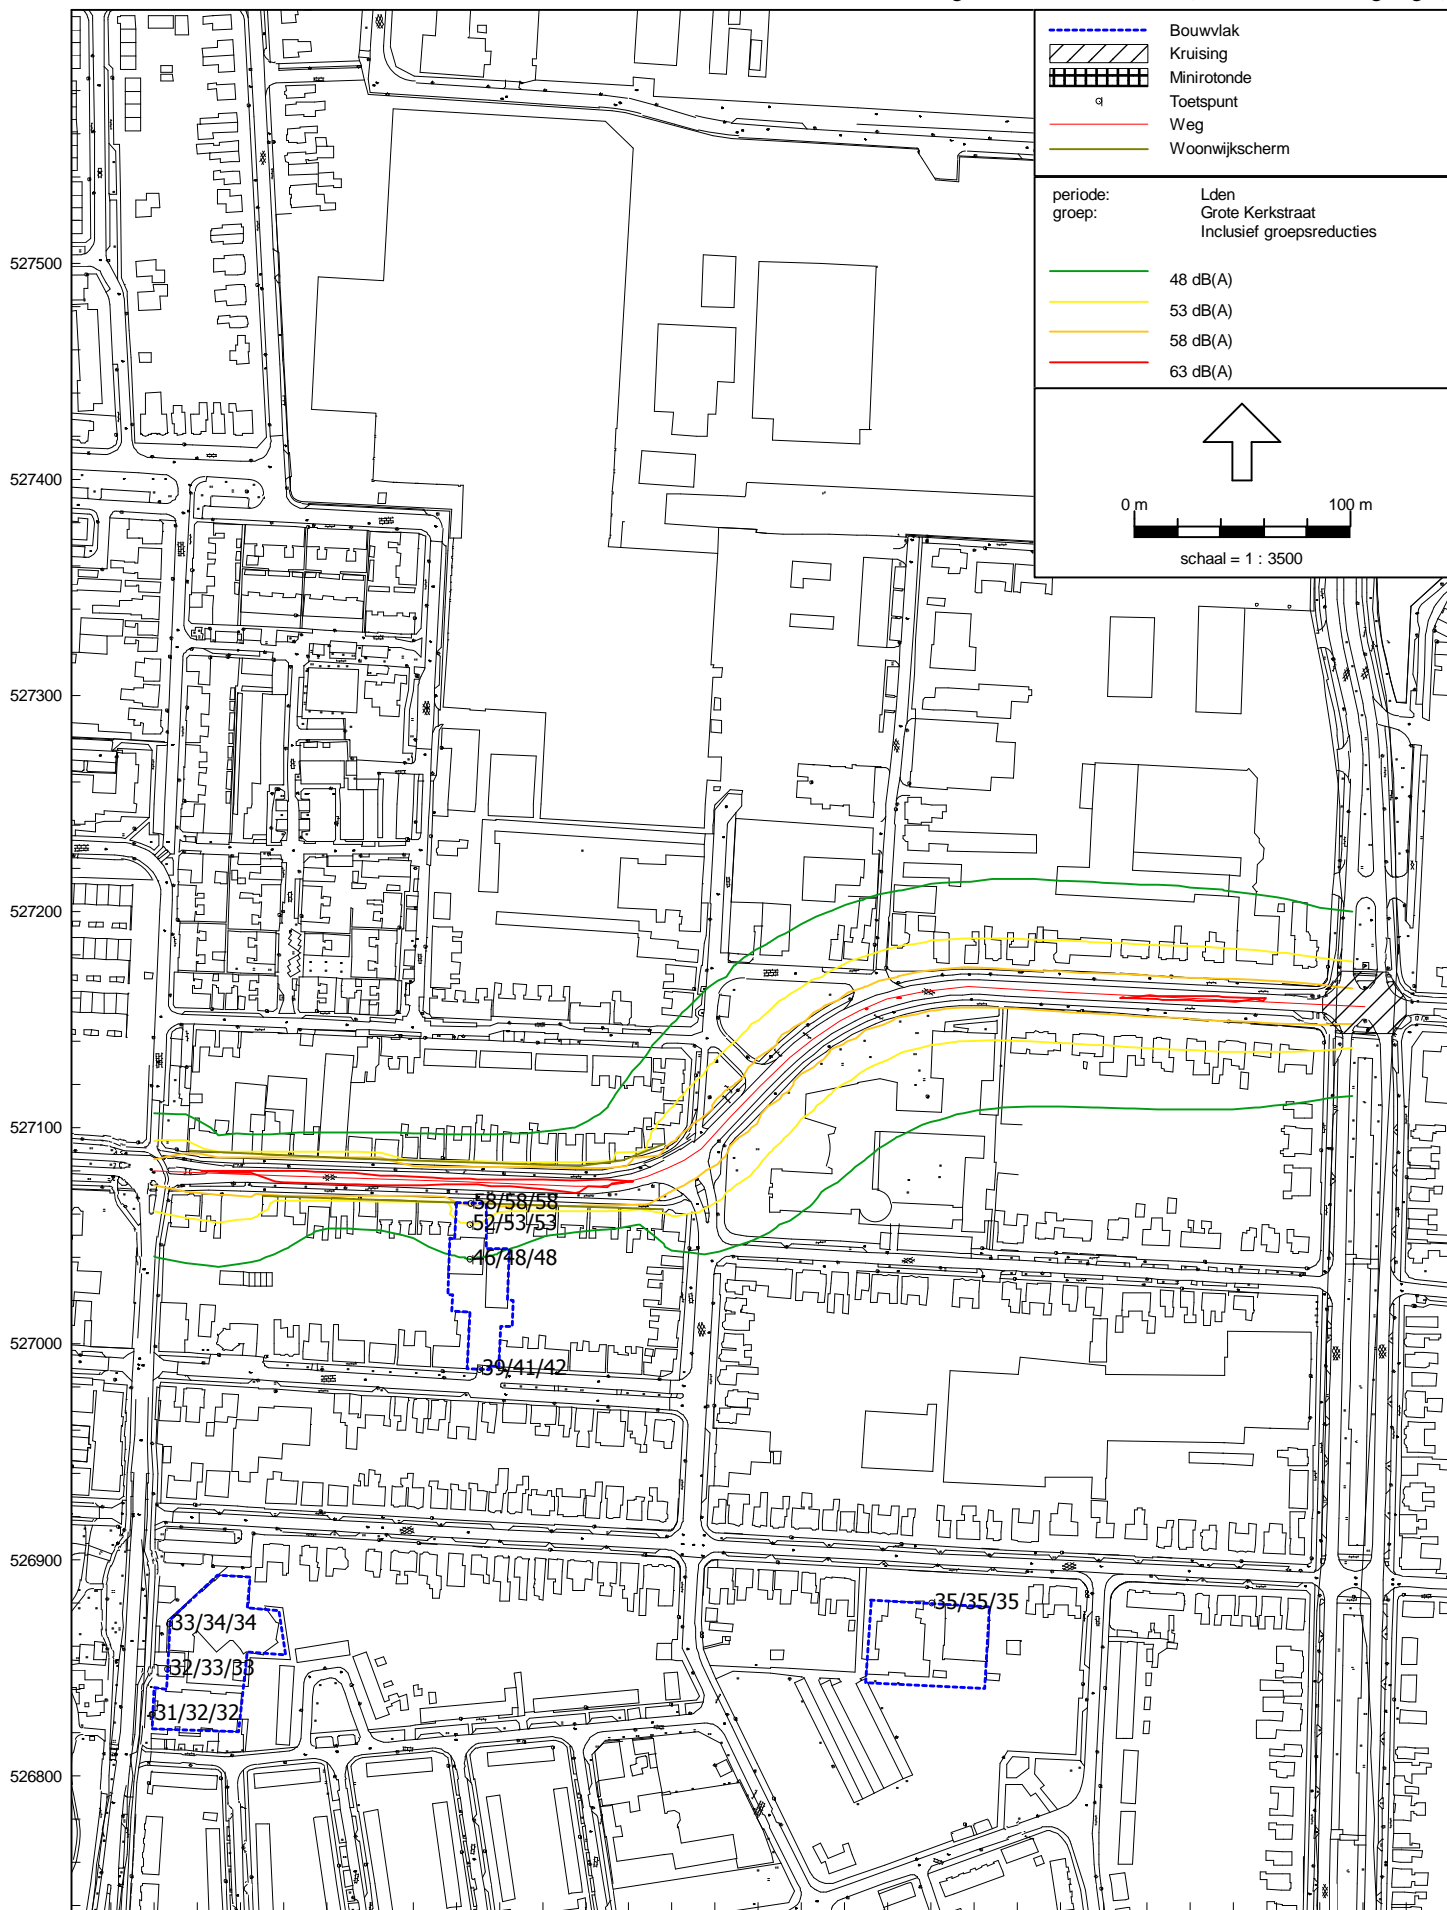 Bouwvlak
Kruising
Minirotonde
Toetspunt
Weg
Woonwijkscherm
periode: Lden
groep: Grote Kerkstraat
Inclusief groepsreducties
48 dB(A)
53 dB(A)
58 dB(A)
63 dB(A)
0 m 100 m
schaal = 1 : 3500
527500
527400
527300
527200
527100
527000
526900
526800
58/58/58
52/53/53
46/48/48
39/41/42
33/34/34
32/33/33
31/32/32
35/35/35